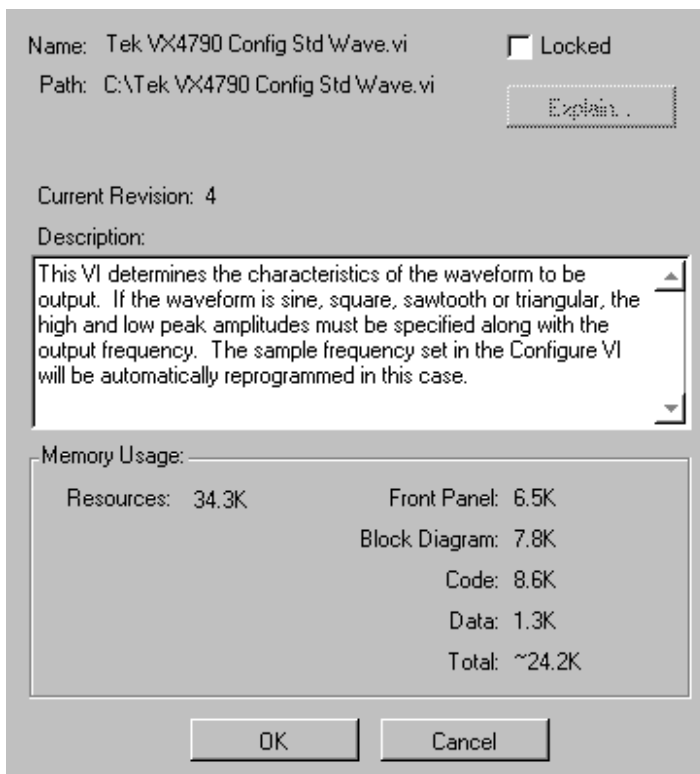 Name: Tek VX4790 Config Std Wave.vi
Locked
Path: C:\Tek VX4790 Config Std Wave.vi
Explain...
Current Revision: 4
Description:
This VI determines the characteristics of the waveform to be
output. If the waveform is sine, square, sawtooth or triangular, the
high and low peak amplitudes must be specified along with the
output frequency. The sample frequency set in the Configure VI
will be automatically reprogrammed in this case.
Memory Usage:
Resources: 34.3K
Front Panel: 6.5K
Block Diagram: 7.8K
Code: 8.6K
Data: 1.3K
Total: ~24.2K
OK
Cancel